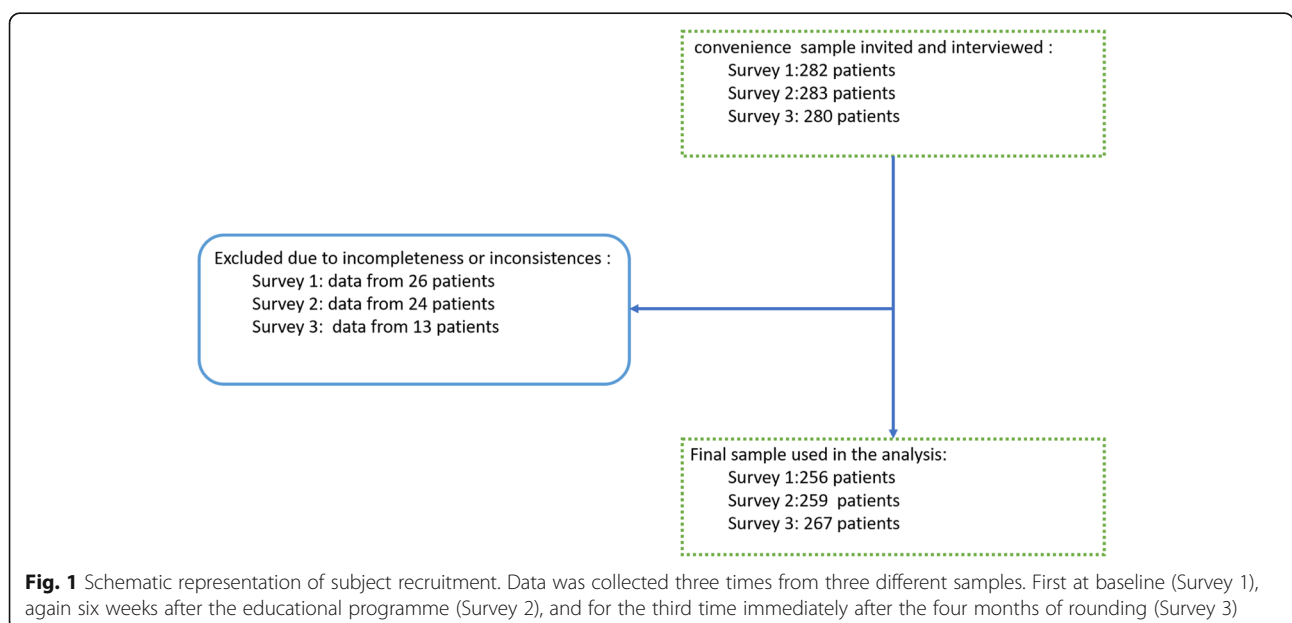 convenience sample invited and interviewed :
Survey 1:282 patients
Survey 2:283 patients
Survey 3: 280 patients
Excluded due to incompleteness or inconsistences :
Survey 1: data from 26 patients
Survey 2: data from 24 patients
Survey 3: data from 13 patients
Final sample used in the analysis:
Survey 1:256 patients
Survey 2:259 patients
Survey 3: 267 patients
Fig. 1 Schematic representation of subject recruitment. Data was collected three times from three different samples. First at baseline (Survey 1),
again six weeks after the educational programme (Survey 2), and for the third time immediately after the four months of rounding (Survey 3)